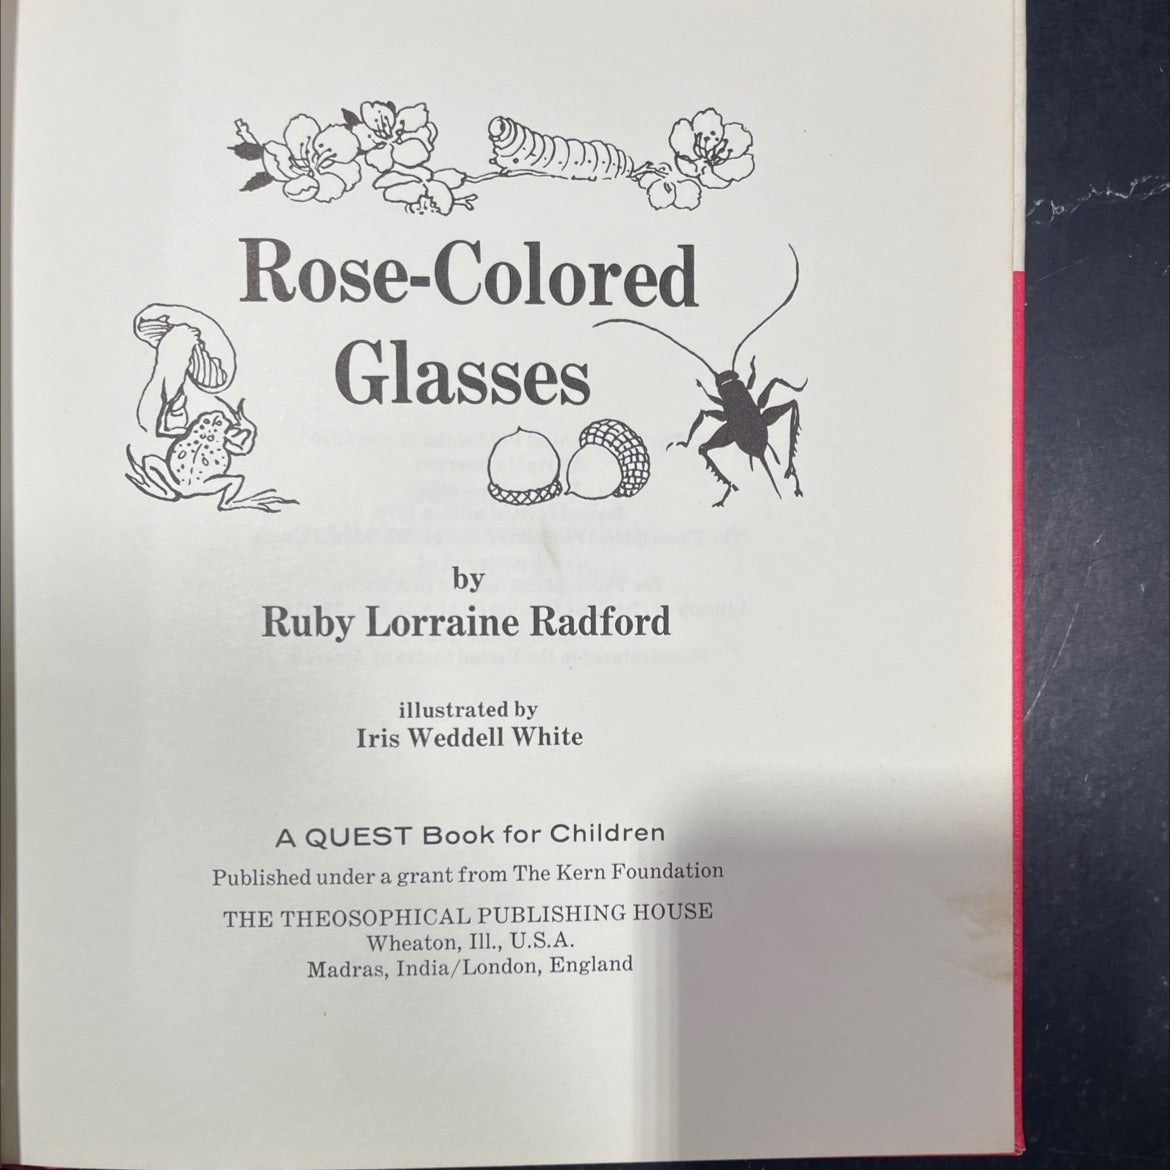 Rose-Colored
Glasses
by
Ruby Lorraine Radford
illustrated by
Iris Weddell White
A QUEST Book for Children
Published under a grant from The Kern Foundation
THE THEOSOPHICAL PUBLISHING HOUSE
Wheaton, Ill., U.S.A.
Madras, India/London, England